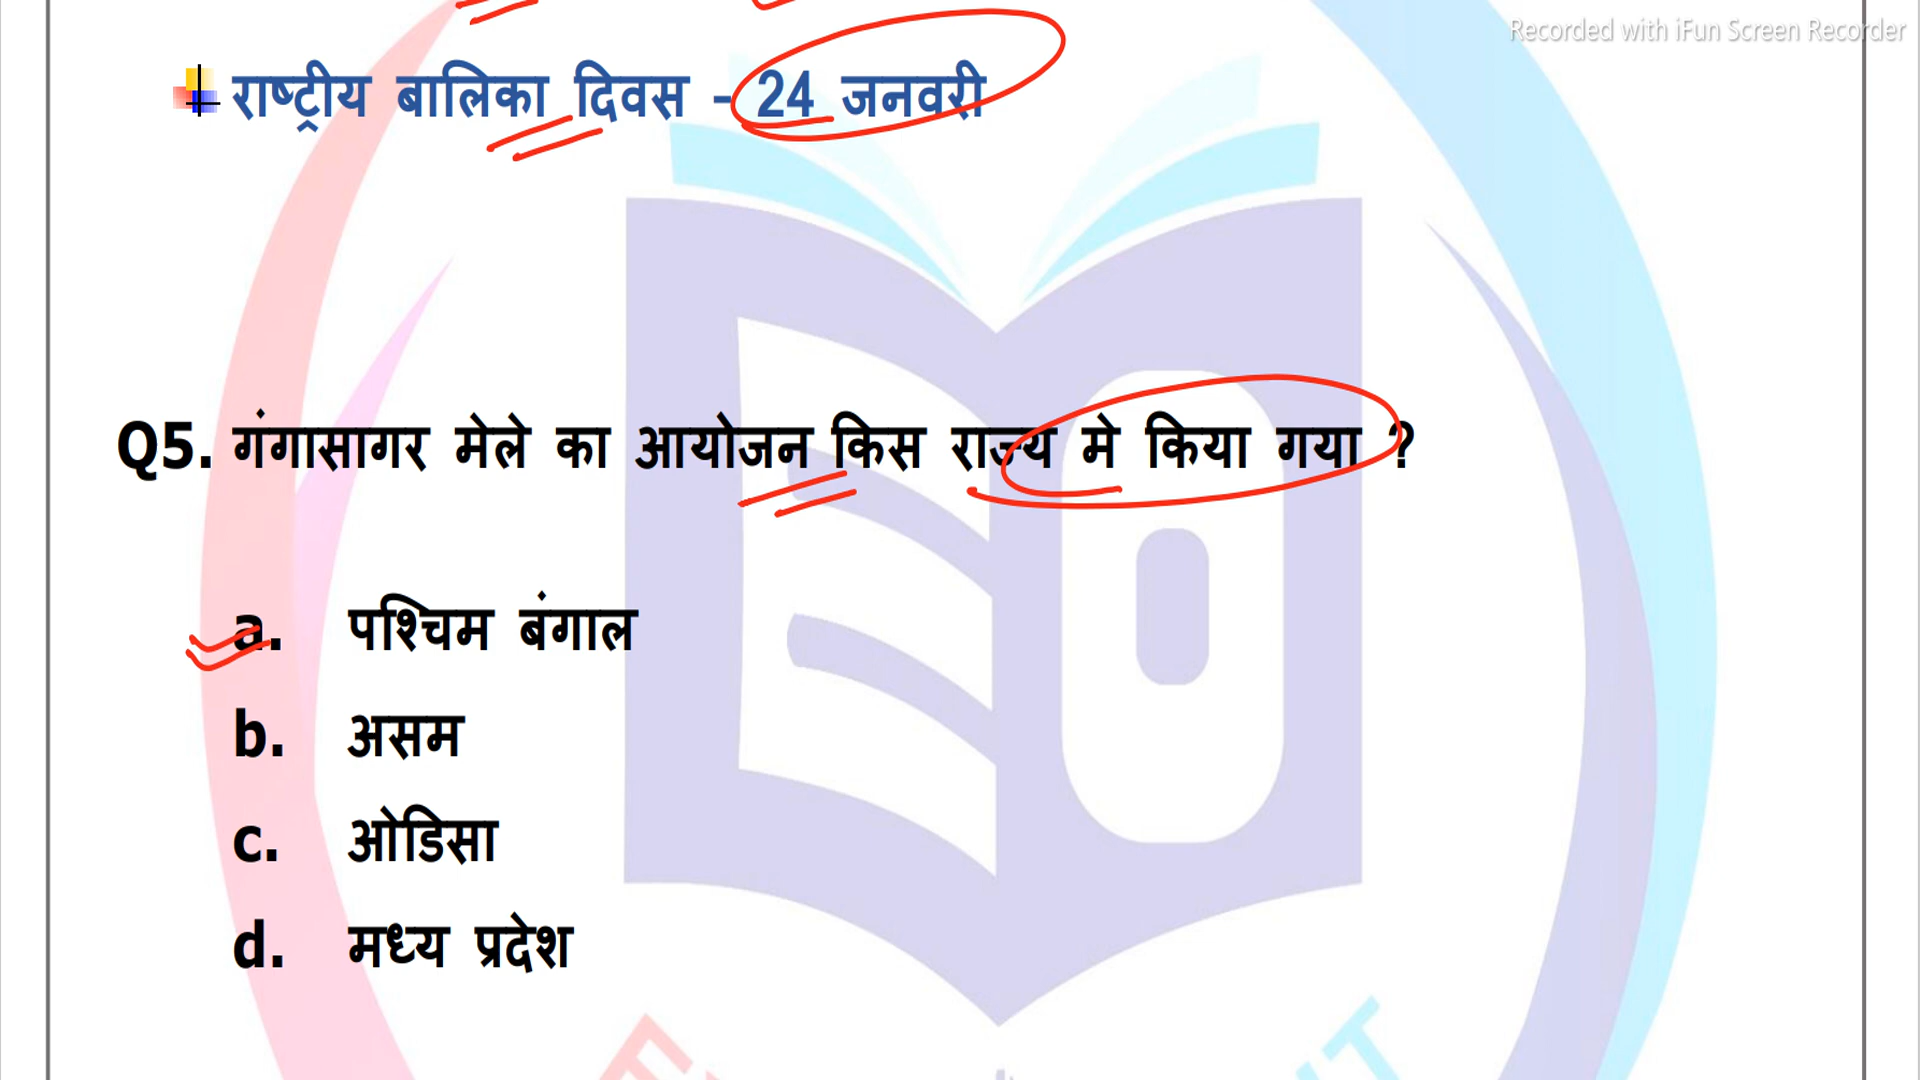 Recorded with iFun Screen Recorder
राष्ट्रीय बालिका दिवस - 24 जनवरी
Q5. गंगासागर मेले का आयोजन किस राज्य मे किया गया ?
a. पश्चिम बंगाल
b. असम
c. ओडिसा
d. मध्य प्रदेश